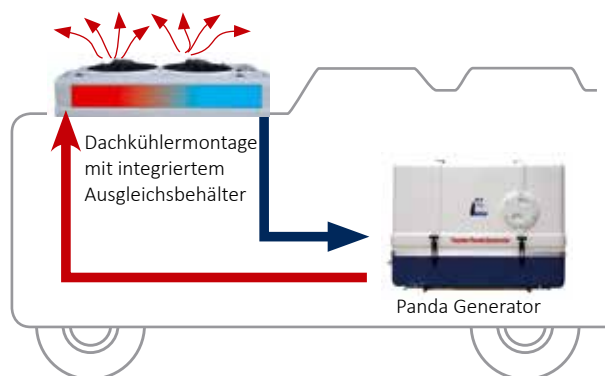 Dachkühlermontage
mit integriertem
Ausgleichsbehälter
Panda Generator